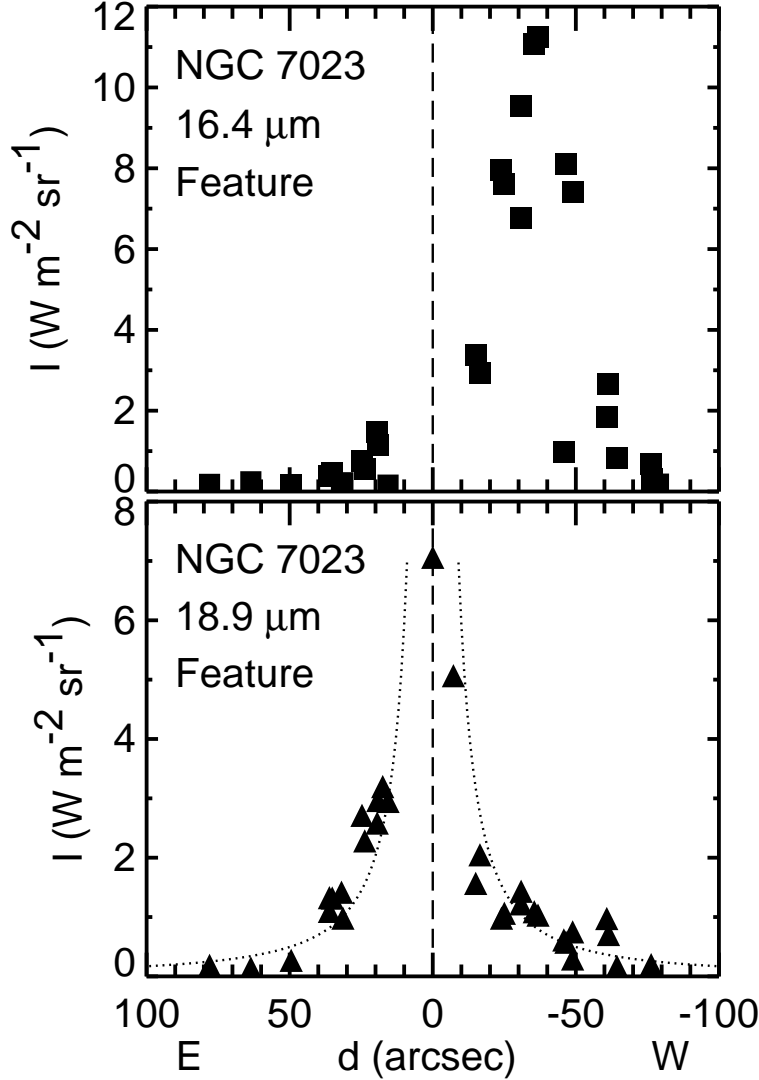 12
10
8
6
4
2
0
I (W m-2 sr-1)
NGC 7023
16.4 μm
Feature
8
6
4
2
0
I (W m-2 sr-1)
NGC 7023
18.9 μm
Feature
100 50 0 -50 -100
E d (arcsec) W